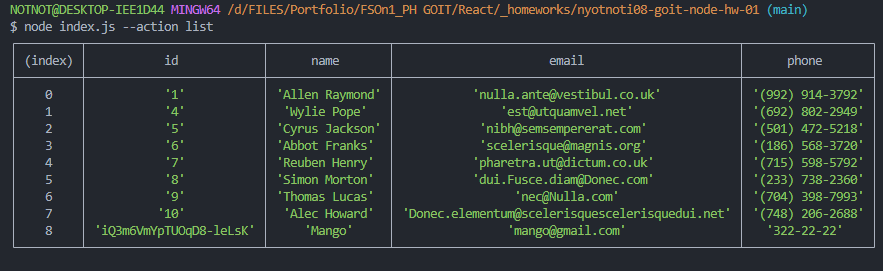 NOTNOT@DESKTOP-IEE1D44 MINGW64 /d/FILES/Portfolio/FSOn1_PH GOIT/React/_homeworks/nyotnoti08-goit-node-hw-01 (main)
$ node index.js --action list
(index) id name email phone
0 '1' 'Allen Raymond' 'nulla.ante@vestibul.co.uk' '(992) 914-3792'
1 '4' 'Wylie Pope' 'est@utquamvel.net' '(692) 802-2949'
2 '5' 'Cyrus Jackson' 'nibh@semsempererat.com' '(501) 472-5218'
3 '6' 'Abbot Franks' 'scelerisque@magnis.org' '(186) 568-3720'
4 '7' 'Reuben Henry' 'pharetra.ut@dictum.co.uk' '(715) 598-5792'
5 '8' 'Simon Morton' 'dui.Fusce.diam@Donec.com' '(233) 738-2360'
6 '9' 'Thomas Lucas' 'nec@Nulla.com' '(704) 398-7993'
7 '10' 'Alec Howard' 'Donec.elementum@scelerisquescelerisquedui.net' '(748) 206-2688'
8 'iQ3m6VmYpTUOqD8-leLsK' 'Mango' 'mango@gmail.com' '322-22-22'